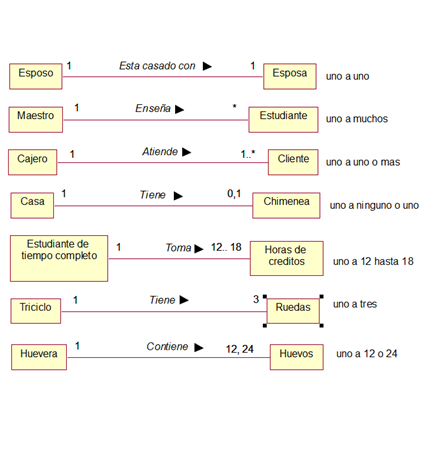 Esposo 1 Esta casado con 1 Esposa uno a uno
Maestro 1 Enseña * Estudiante uno a muchos
Cajero 1 Atiende 1..* Cliente uno a uno o mas
Casa 1 Tiene 0,1 Chimenea uno a ninguno o uno
Estudiante de
tiempo completo 1 Toma 12.. 18 Horas de
creditos uno a 12 hasta 18
Triciclo 1 Tiene 3 Ruedas uno a tres
Huevera 1 Contiene 12, 24 Huevos uno a 12 o 24